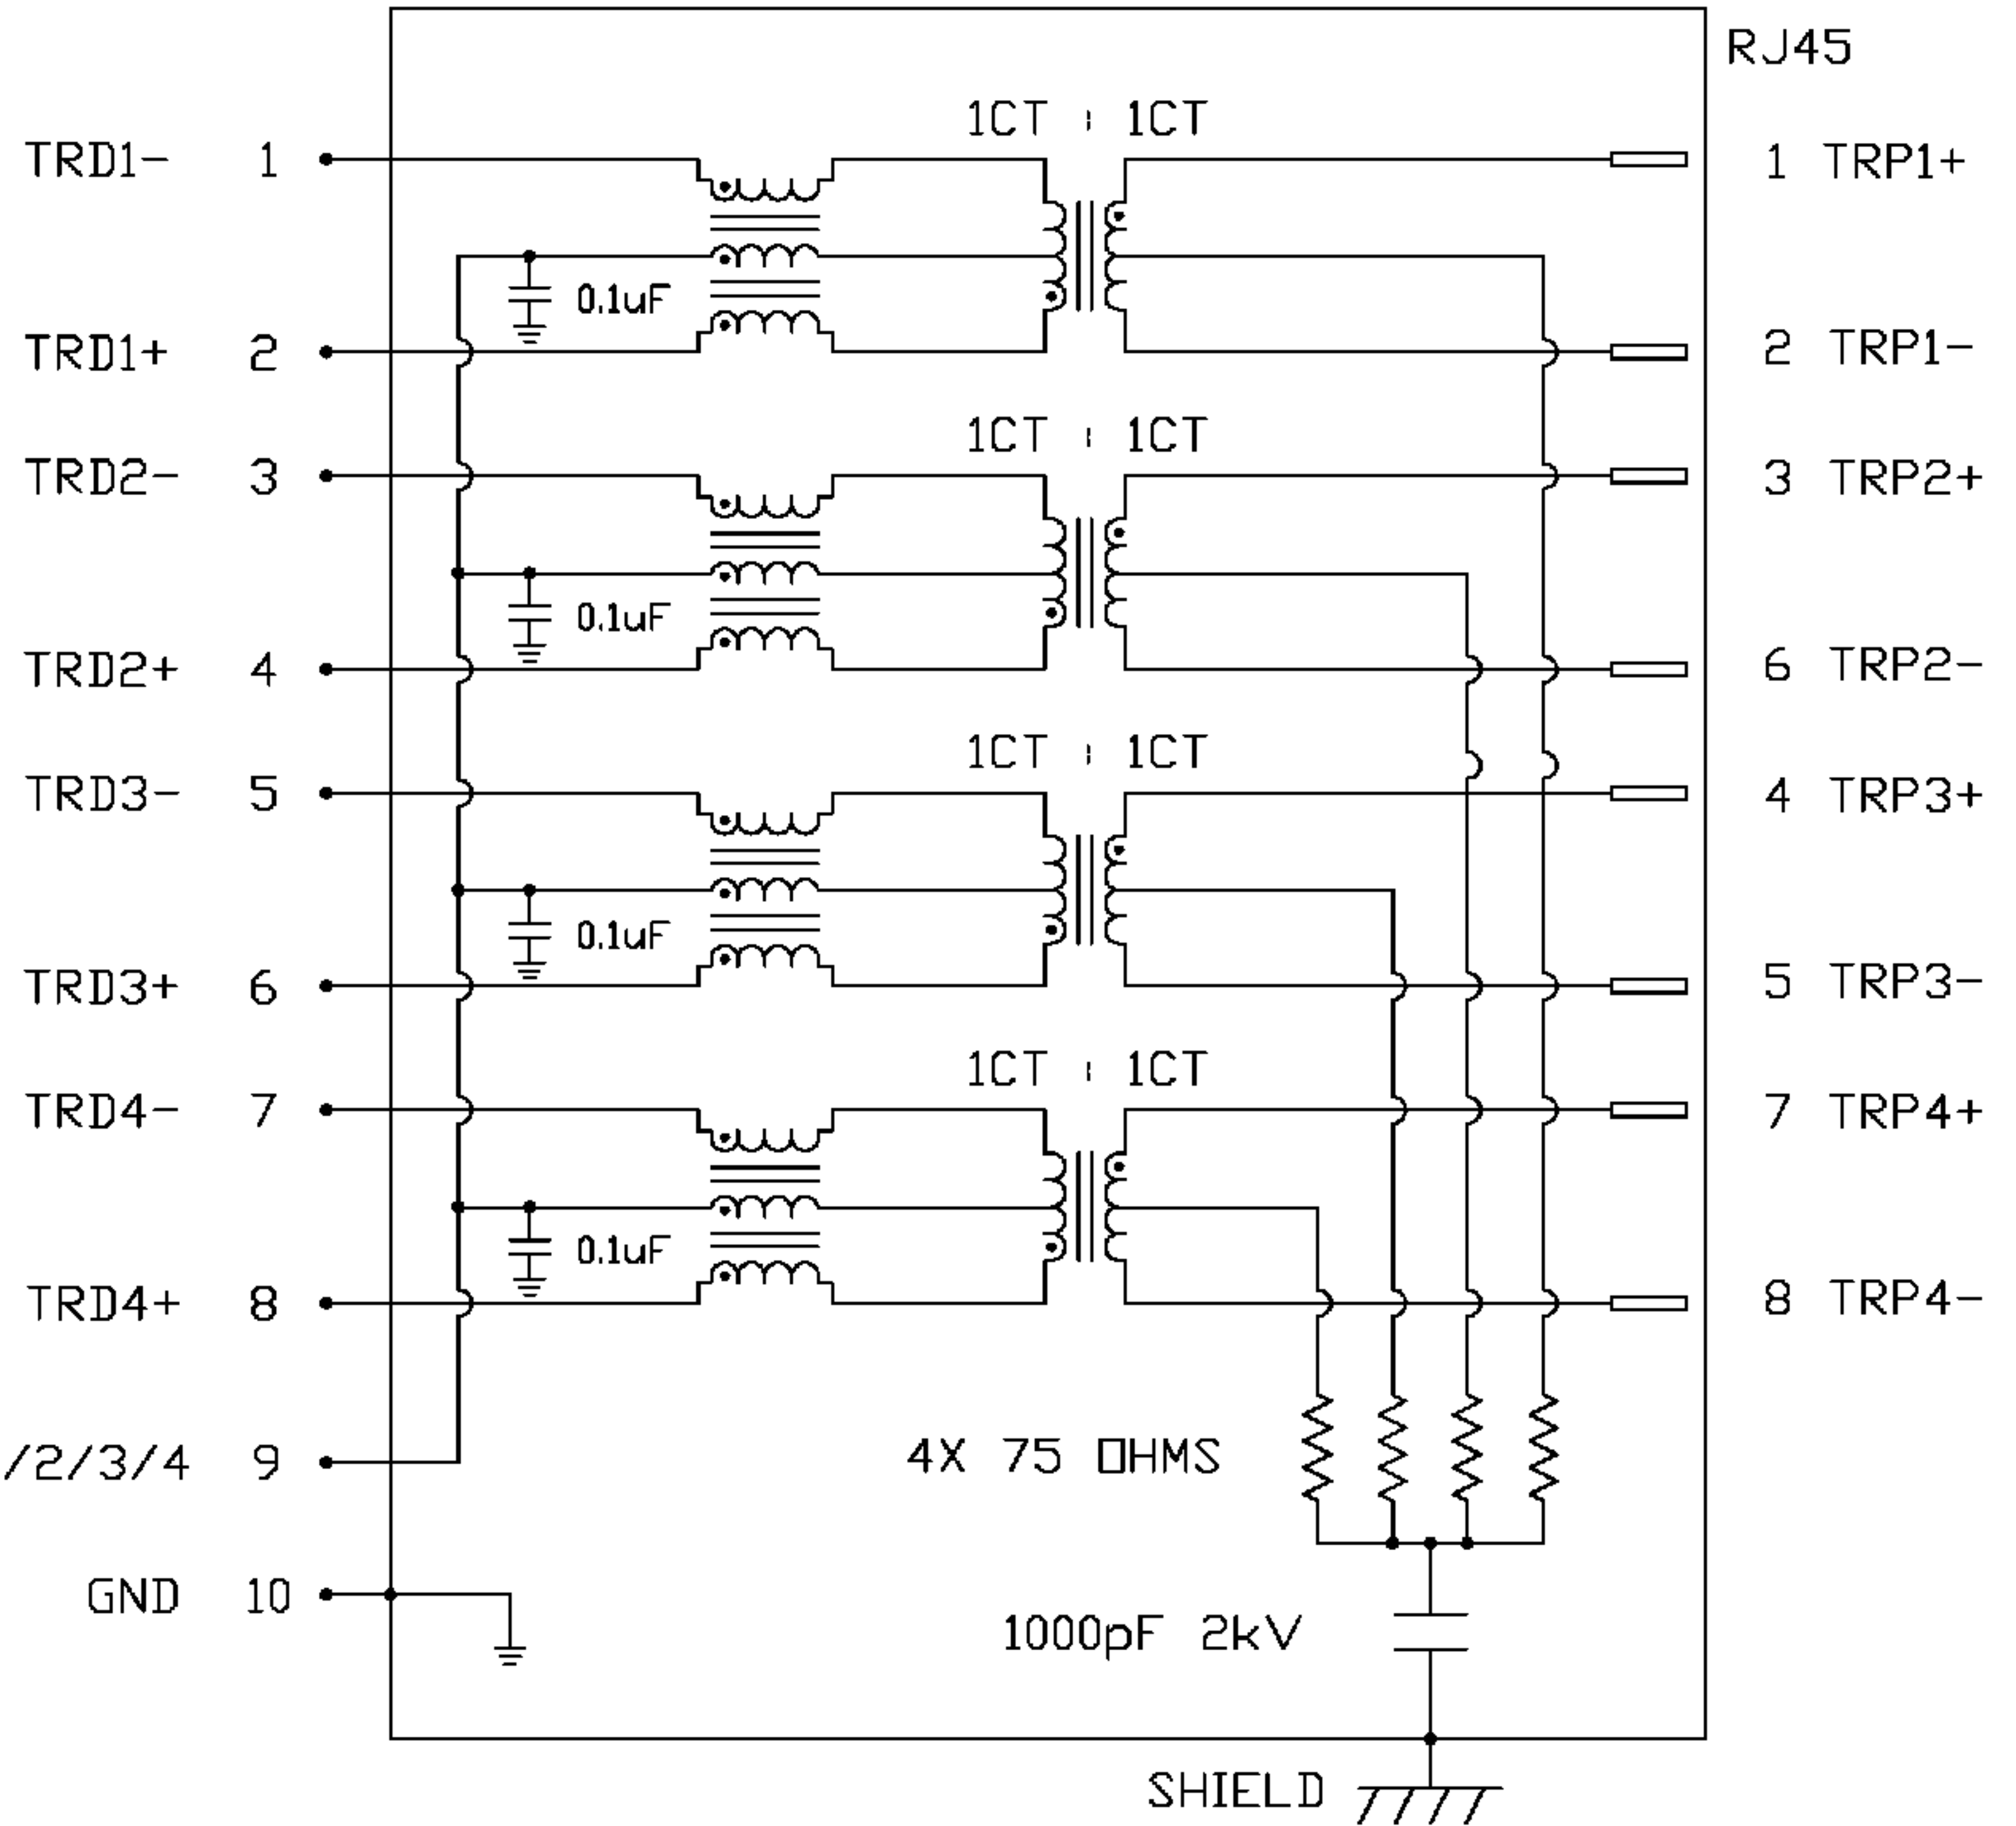 RJ45
1CT : 1CT
TRD1- 1
1 TRP1+
0.1uF
TRD1+ 2
2 TRP1-
1CT : 1CT
TRD2- 3
3 TRP2+
0.1uF
TRD2+ 4
6 TRP2-
1CT : 1CT
TRD3- 5
4 TRP3+
0.1uF
TRD3+ 6
5 TRP3-
1CT : 1CT
TRD4- 7
7 TRP4+
0.1uF
TRD4+ 8
8 TRP4-
/2/3/4 9
4X 75 OHMS
GND 10
1000pF 2kV
SHIELD